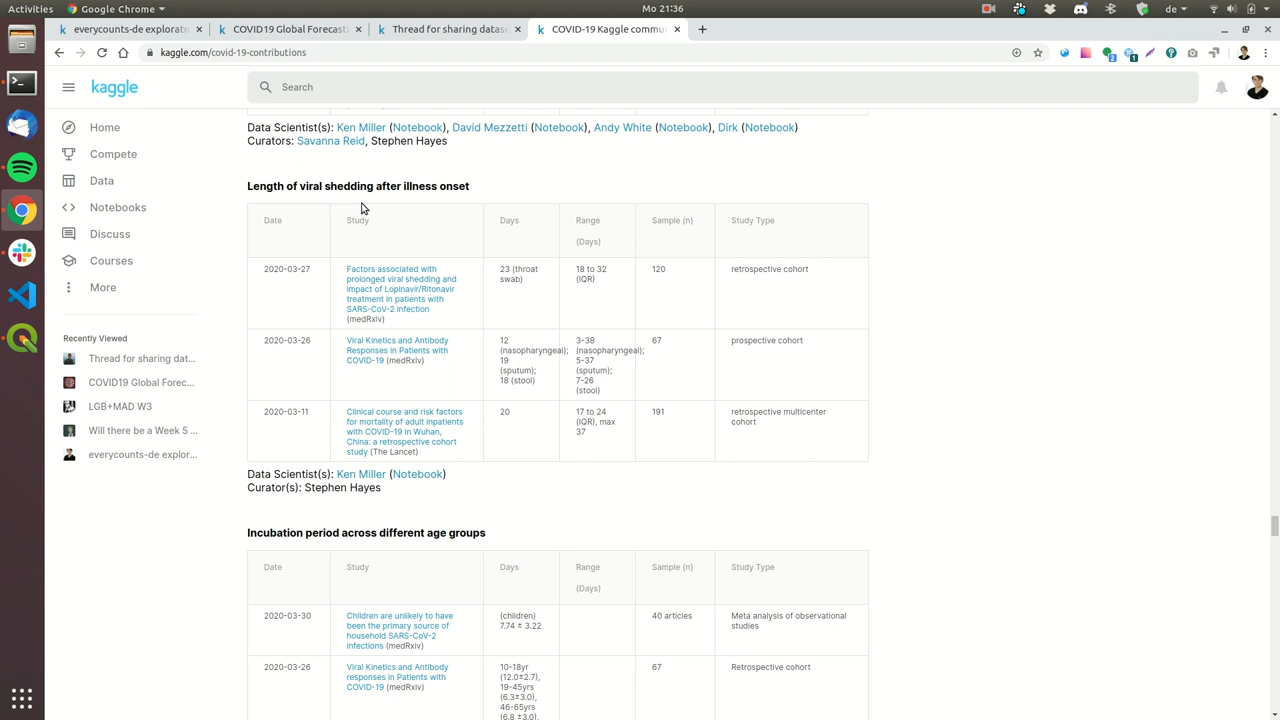 Activities
Google Chrome
Mo 21:36
de
everycounts-de explorato
COVID19 Global Forecasti
Thread for sharing datase
COVID-19 Kaggle commu
kaggle.com/covid-19-contributions
2
1
kaggle
Search
Home
Compete
Data
Notebooks
Discuss
Courses
More
Recently Viewed
Thread for sharing dat...
COVID19 Global Forec...
LGB+MAD W3
Will there be a Week 5 ...
everycounts-de explor...
Data Scientist(s): Ken Miller (Notebook), David Mezzetti (Notebook), Andy White (Notebook), Dirk (Notebook)
Curators: Savanna Reid, Stephen Hayes
Length of viral shedding after illness onset
Date Study Days Range Sample (n) Study Type
(Days)
2020-03-27 Factors associated with 23 (throat 18 to 32 120 retrospective cohort
prolonged viral shedding and swab) (IQR)
impact of Lopinavir/Ritonavir
treatment in patients with
SARS-CoV-2 infection
(medRxiv)
2020-03-26 Viral Kinetics and Antibody 12 3-38 67 prospective cohort
Responses in Patients with (nasopharyngeal); (nasopharyngeal);
COVID-19 (medRxiv) 19 5-37
(sputum); (sputum);
18 (stool) 7-26
(stool)
2020-03-11 Clinical course and risk factors 20 17 to 24 191 retrospective multicenter
for mortality of adult inpatients (IQR), max cohort
with COVID-19 in Wuhan, 37
China: a retrospective cohort
study (The Lancet)
Data Scientist(s): Ken Miller (Notebook)
Curator(s): Stephen Hayes
Incubation period across different age groups
Date Study Days Range Sample (n) Study Type
(Days)
2020-03-30 Children are unlikely to have (children) 40 articles Meta analysis of observational
been the primary source of 7.74 ± 3.22 studies
household SARS-CoV-2
infections (medRxiv)
2020-03-26 Viral Kinetics and Antibody 10-18yr 67 Retrospective cohort
responses in Patients with (12.0±2.7),
COVID-19 (medRxiv) 19-45yrs
(6.3±3.0),
46-65yrs
(6.8 ±3.0),